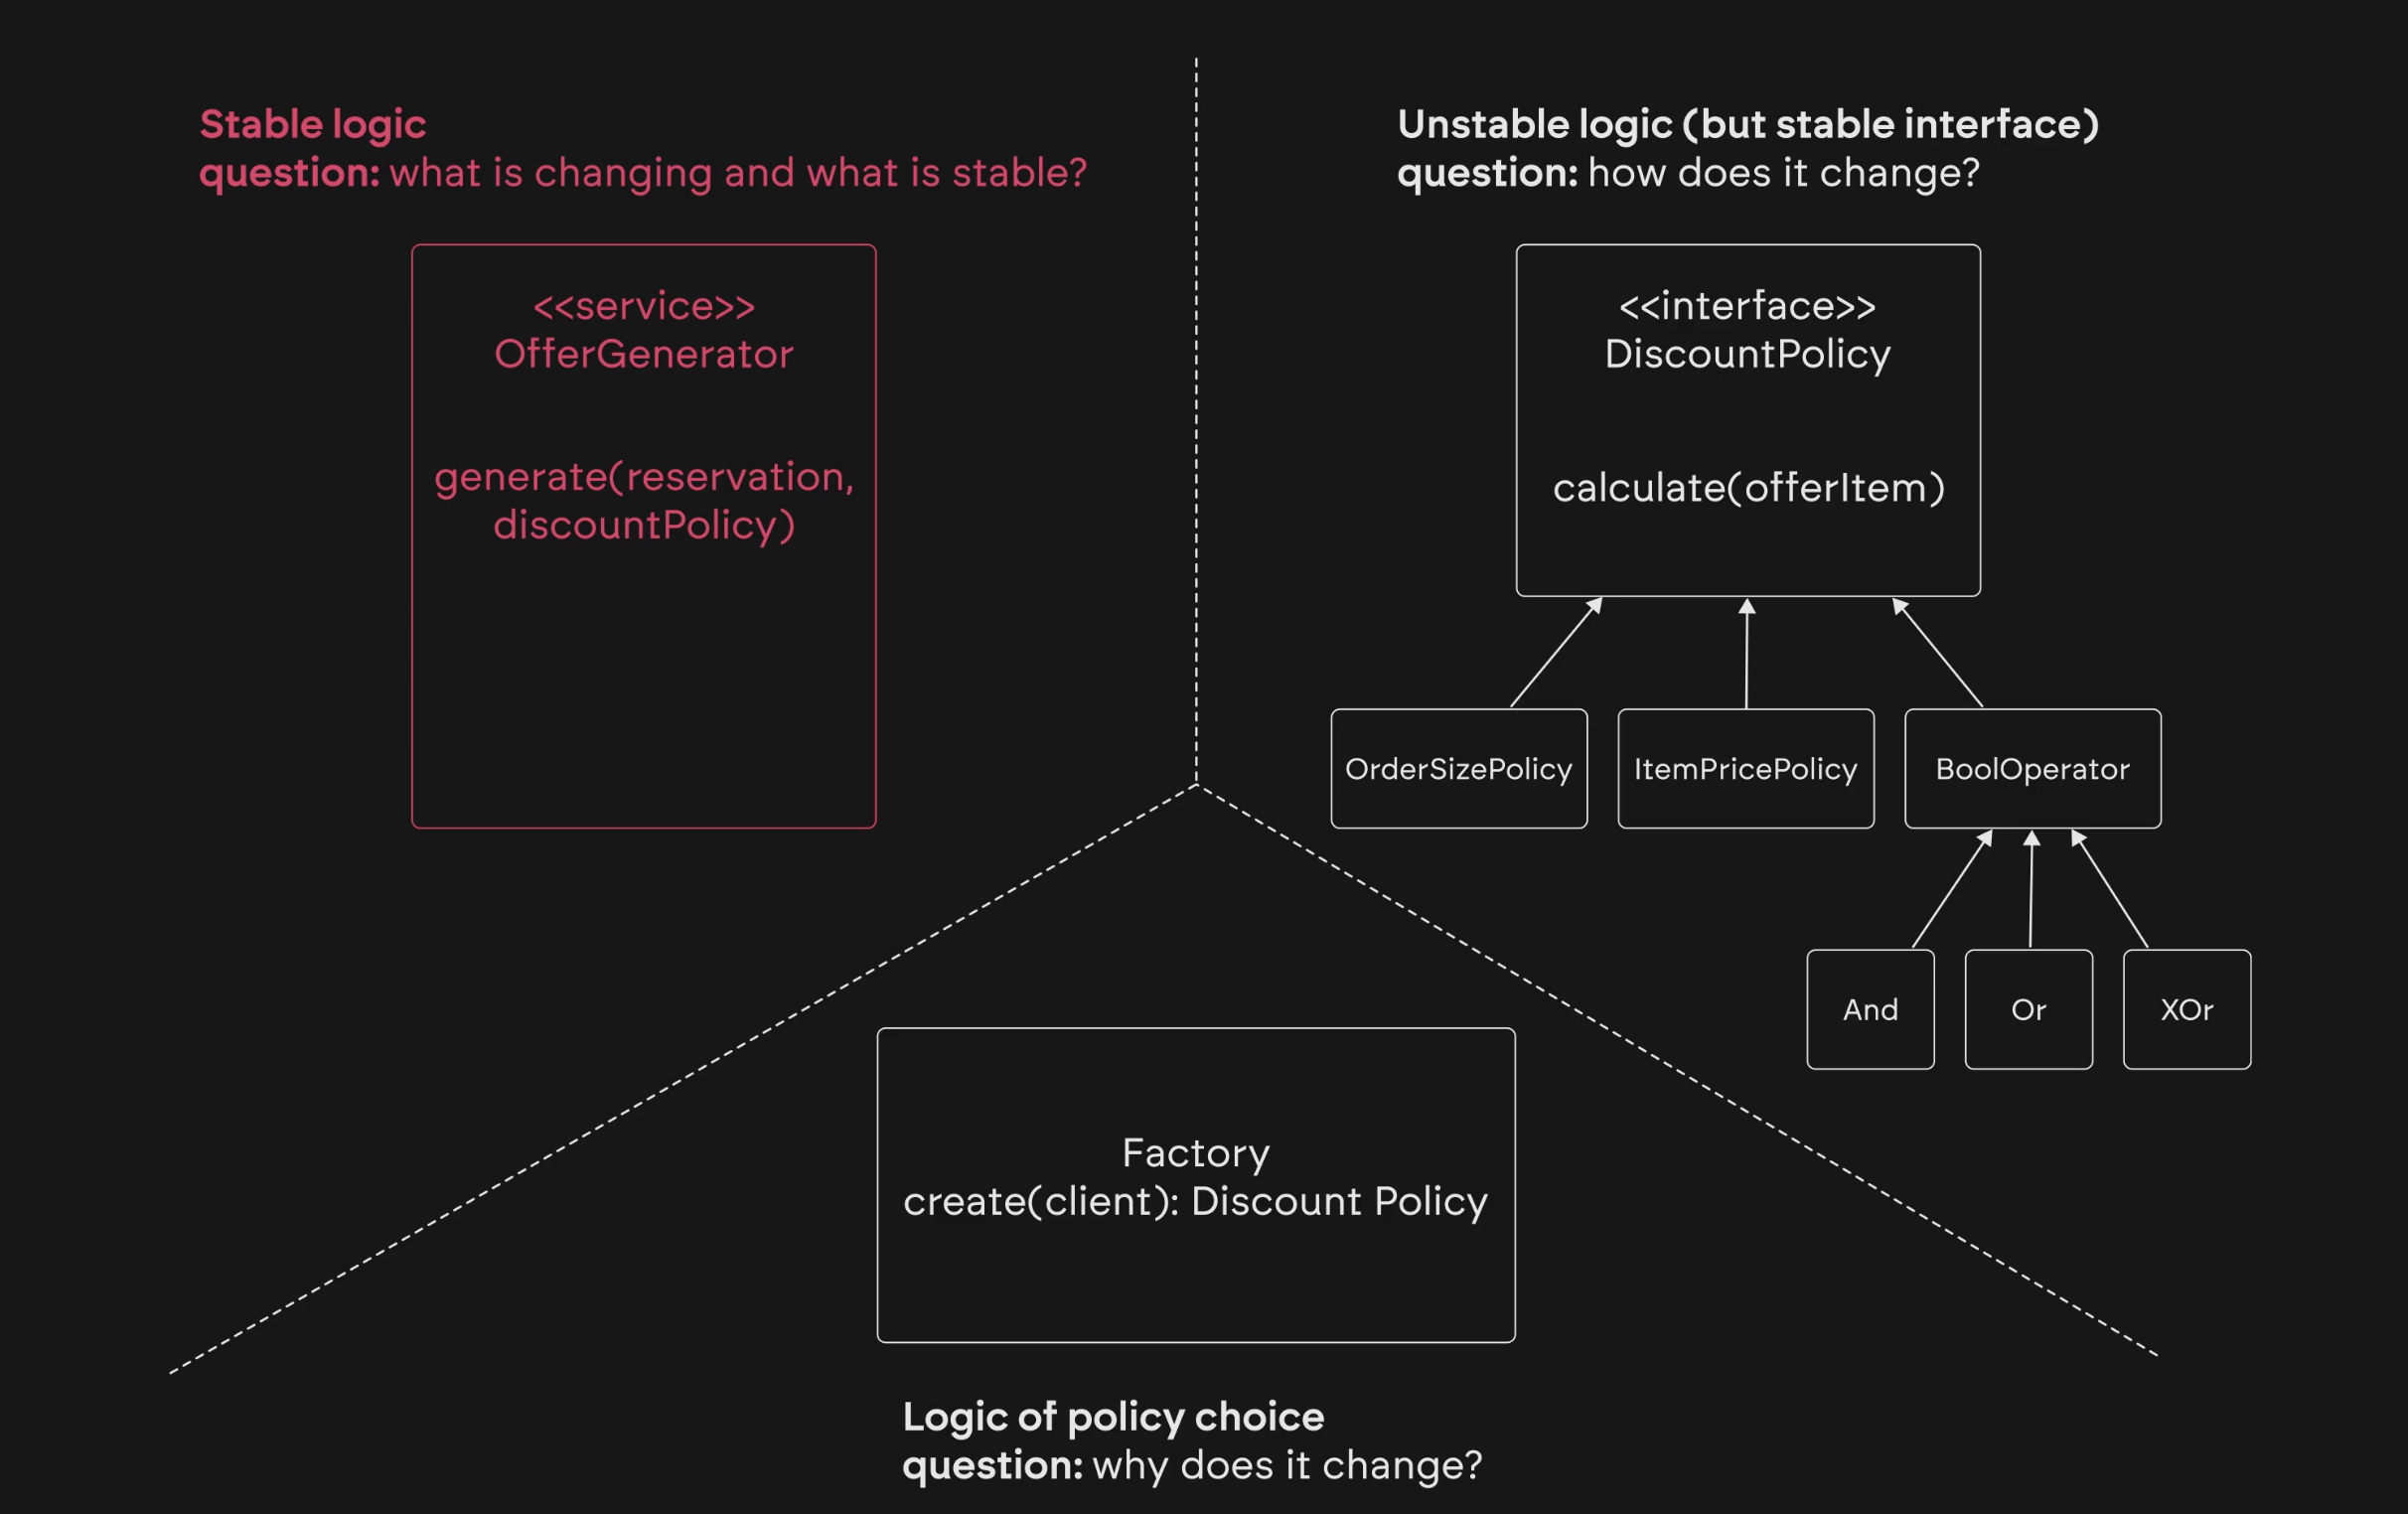 Stable logic
question: what is changing and what is stable?
<<service>>
OfferGenerator
generate(reservation,
discountPolicy)
Unstable logic (but stable interface)
question: how does it change?
<<interface>>
DiscountPolicy
calculate(offerItem)
OrderSizePolicy
ItemPricePolicy
BoolOperator
And
Or
XOr
Factory
create(client): Discount Policy
Logic of policy choice
question: why does it change?